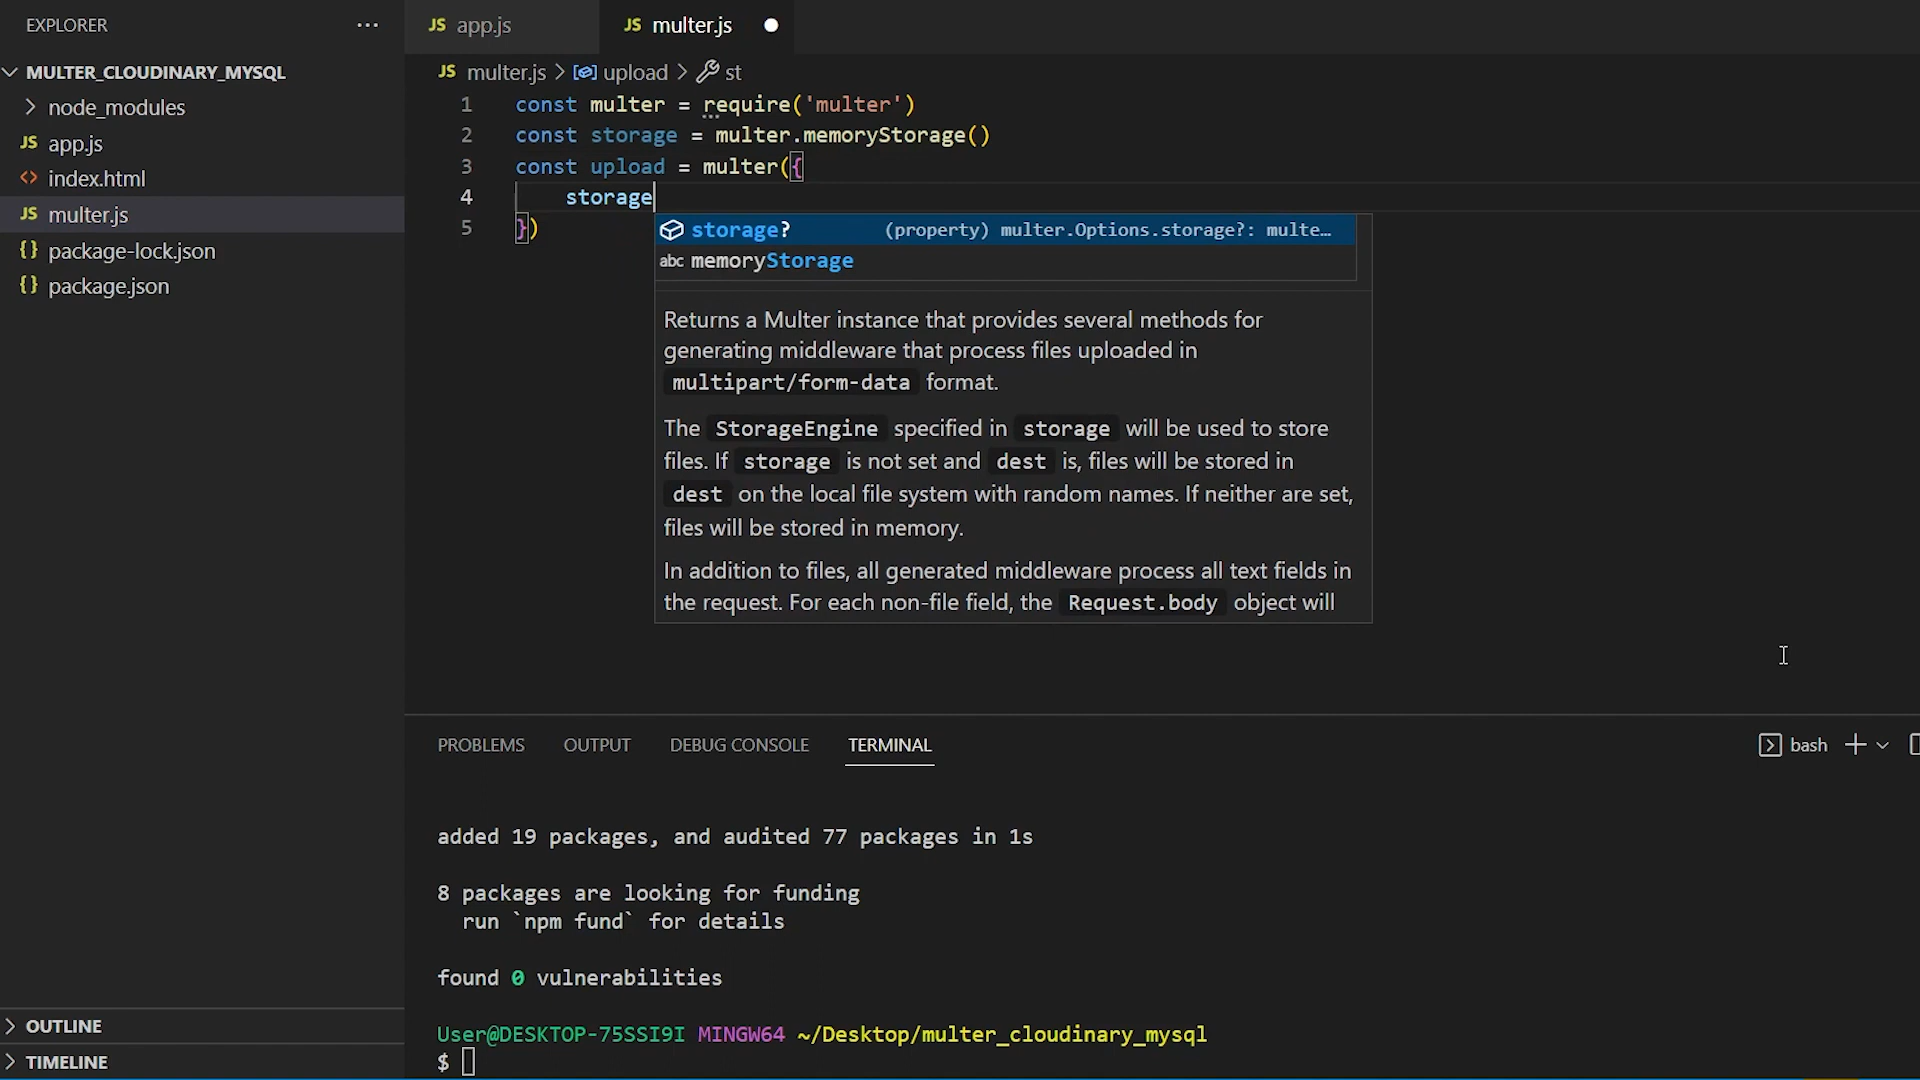 EXPLORER
MULTER_CLOUDINARY_MYSQL
node_modules
JS app.js
<> index.html
JS multer.js
{} package-lock.json
{} package.json
OUTLINE
TIMELINE
JS app.js
JS multer.js
JS multer.js > upload > st
1 const multer = require('multer')
2 const storage = multer.memoryStorage()
3 const upload = multer({
4 storage
5 })
storage? (property) multer.Options.storage?: multe…
abc memoryStorage
Returns a Multer instance that provides several methods for
generating middleware that process files uploaded in
multipart/form-data format.
The StorageEngine specified in storage will be used to store
files. If storage is not set and dest is, files will be stored in
dest on the local file system with random names. If neither are set,
files will be stored in memory.
In addition to files, all generated middleware process all text fields in
the request. For each non-file field, the Request.body object will
PROBLEMS OUTPUT DEBUG CONSOLE TERMINAL
bash
added 19 packages, and audited 77 packages in 1s
8 packages are looking for funding
run `npm fund` for details
found 0 vulnerabilities
User@DESKTOP-75SSI9I MINGW64 ~/Desktop/multer_cloudinary_mysql
$